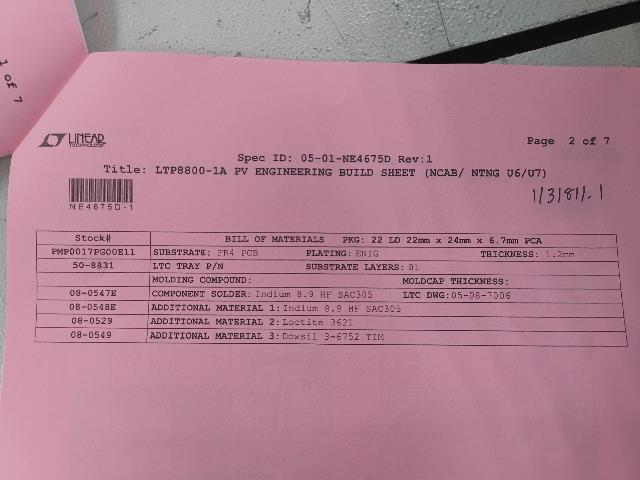 1 of 7
LINEAR
TECHNOLOGY
Page 2 of 7
Spec ID: 05-01-NE4675D Rev:1
Title: LTP8800-1A PV ENGINEERING BUILD SHEET (NCAB/ NTNG U6/U7)
NE4675D-1
Stock# BILL OF MATERIALS PKG: 22 LD 22mm x 24mm x 6.7mm PCA
PMP0017PG00E11 SUBSTRATE: FR4 PCB PLATING: ENIG THICKNESS: 1.2mm
50-8831 LTC TRAY P/N SUBSTRATE LAYERS: 8L
MOLDING COMPOUND: MOLDCAP THICKNESS:
08-0547E COMPONENT SOLDER: Indium 8.9 HF SAC305 LTC DWG: 05-08-7006
08-0548E ADDITIONAL MATERIAL 1: Indium 8.9 HF SAC305
08-0529 ADDITIONAL MATERIAL 2: Loctite 3621
08-0549 ADDITIONAL MATERIAL 3: Dowsil 3-6752 TIM